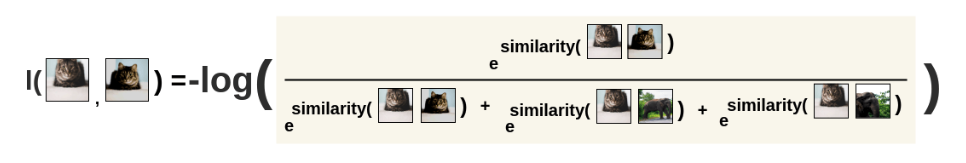 similarity( )
e
l( , ) =-log( )
similarity( ) + similarity( ) + similarity( )
e e e